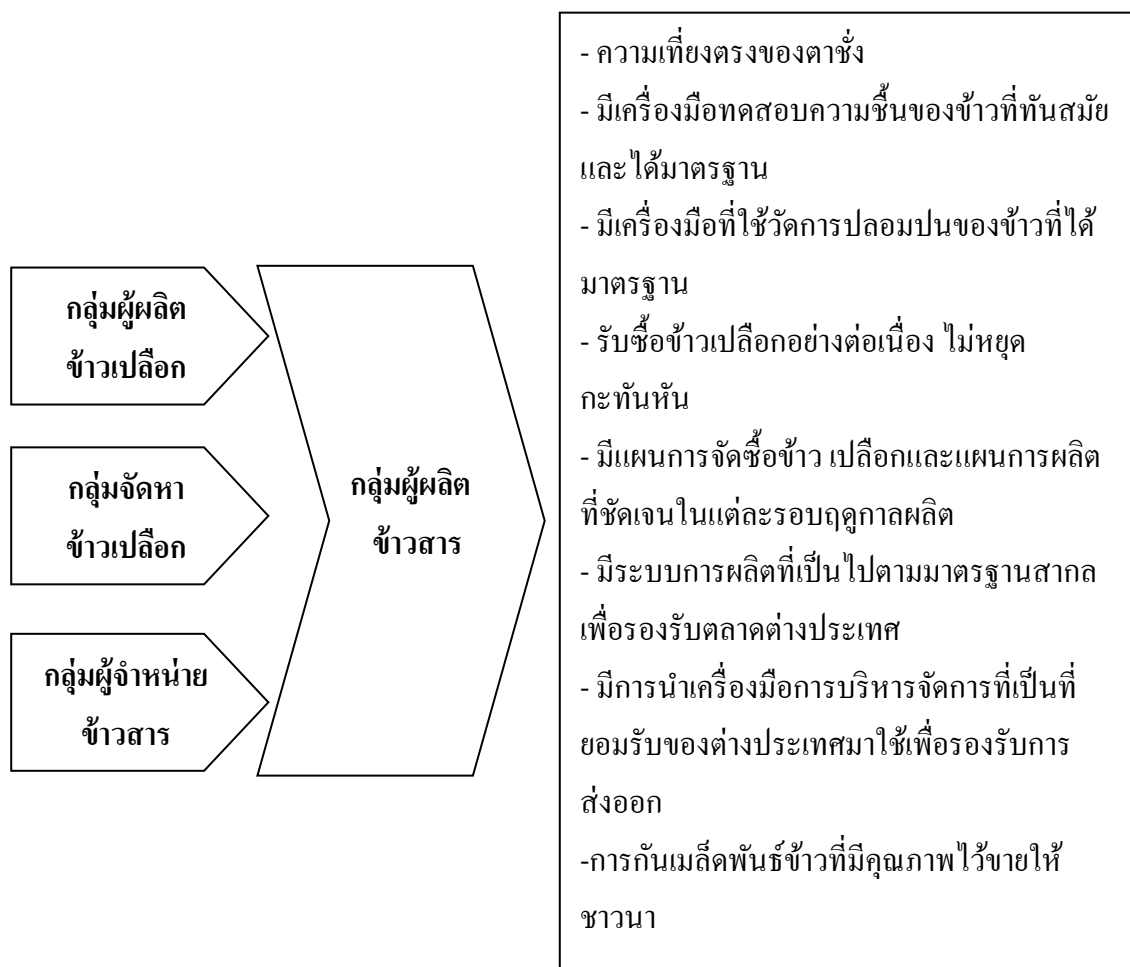 กลุ่มผู้ผลิต
ข้าวเปลือก
กลุ่มจัดหา
ข้าวเปลือก
กลุ่มผู้จำหน่าย
ข้าวสาร
กลุ่มผู้ผลิต
ข้าวสาร
- ความเที่ยงตรงของตาชั่ง
- มีเครื่องมือทดสอบความชื้นของข้าวที่ทันสมัย
และได้มาตรฐาน
- มีเครื่องมือที่ใช้วัดการปลอมปนของข้าวที่ได้
มาตรฐาน
- รับซื้อข้าวเปลือกอย่างต่อเนื่อง ไม่หยุด
กะทันหัน
- มีแผนการจัดซื้อข้าว เปลือกและแผนการผลิต
ที่ชัดเจนในแต่ละรอบฤดูกาลผลิต
- มีระบบการผลิตที่เป็นไปตามมาตรฐานสากล
เพื่อรองรับตลาดต่างประเทศ
- มีการนำเครื่องมือการบริหารจัดการที่เป็นที่
ยอมรับของต่างประเทศมาใช้เพื่อรองรับการ
ส่งออก
-การกันเมล็ดพันธ์ข้าวที่มีคุณภาพไว้ขายให้
ชาวนา